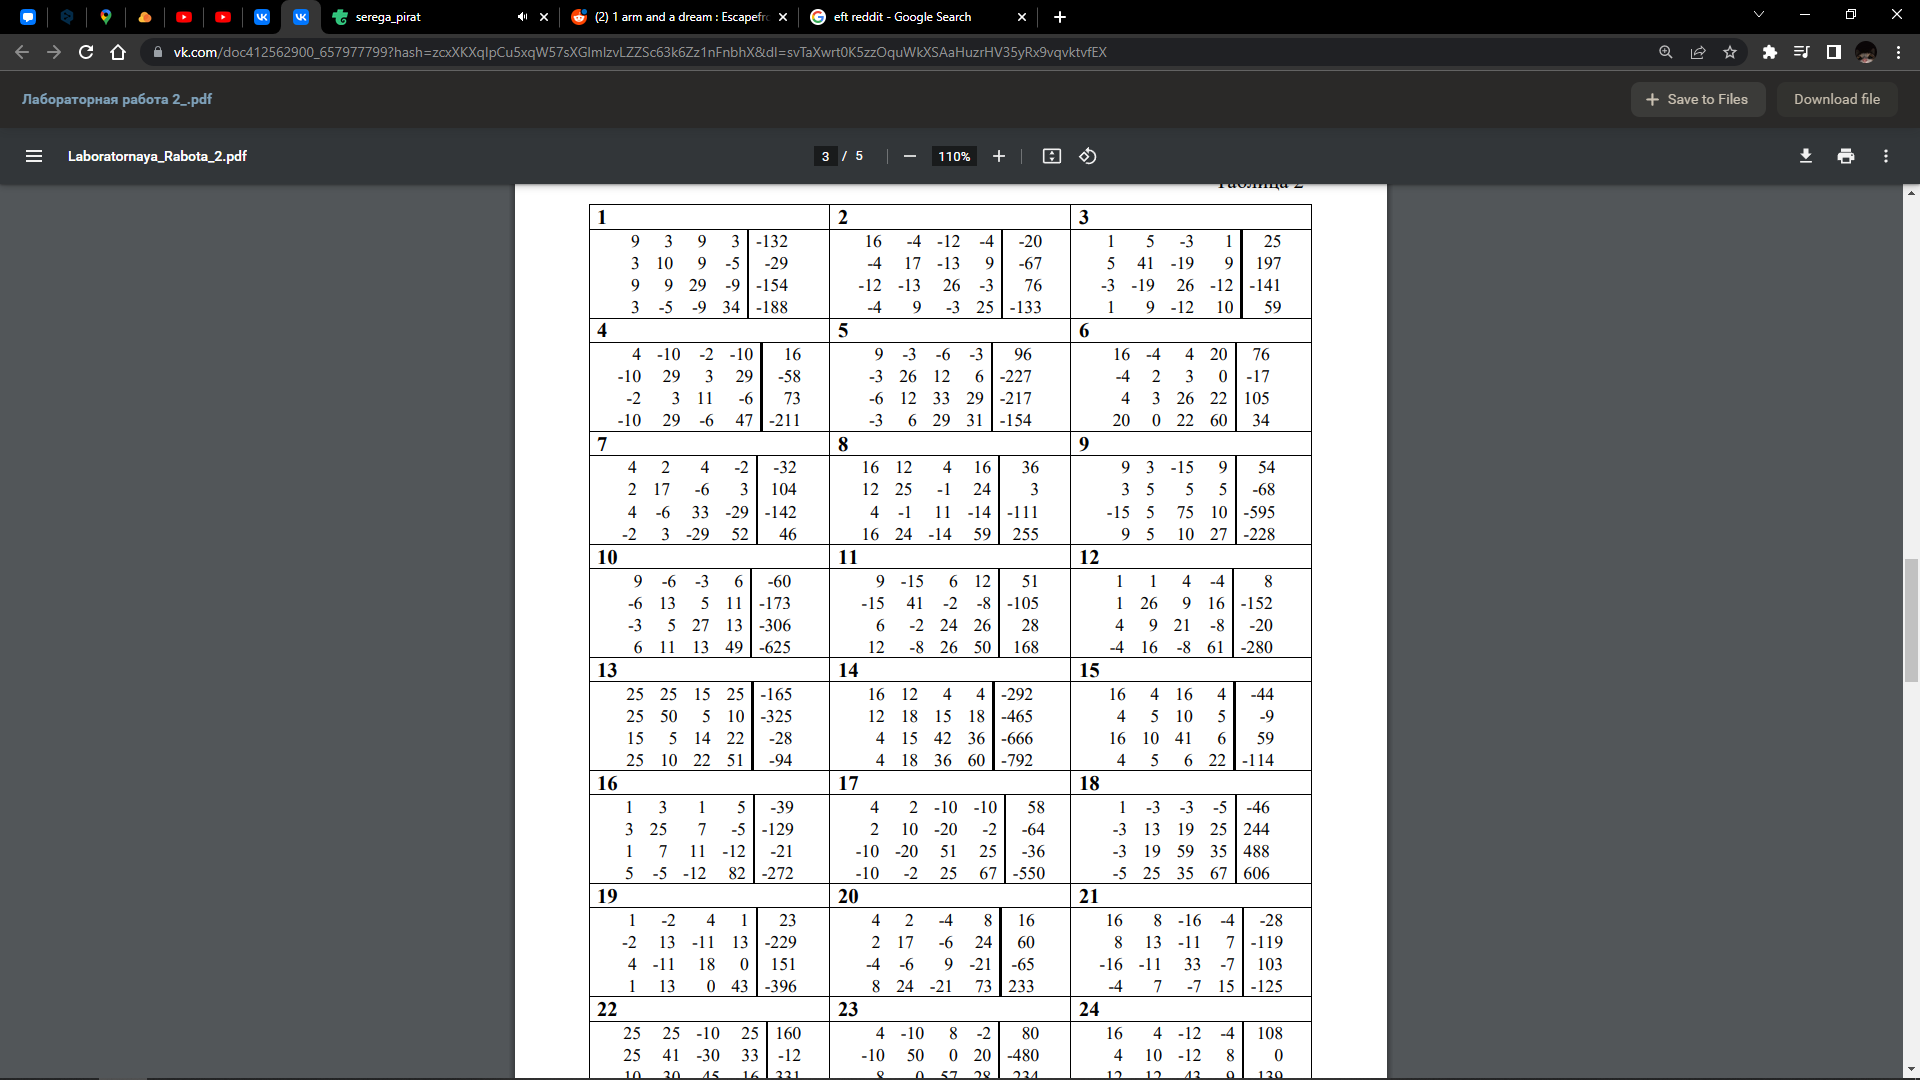 serega_pirat
(2) 1 arm and a dream : Escapefr
eft reddit - Google Search
vk.com/doc412562900_657977799?hash=zcxXKXqIpCu5xqW57sXGlmIzvLZZSc63k6Zz1nFnbhX&dl=svTaXwrt0K5zzOquWkXSAaHuzrHV35yRx9vqvktvfEX
Лабораторная работа 2_.pdf
Save to Files
Download file
Laboratornaya_Rabota_2.pdf
3 / 5
110%
Таблица 2
1 2 3
9 3 9 3 -132 16 -4 -12 -4 -20 1 5 -3 1 25
3 10 9 -5 -29 -4 17 -13 9 -67 5 41 -19 9 197
9 9 29 -9 -154 -12 -13 26 -3 76 -3 -19 26 -12 -141
3 -5 -9 34 -188 -4 9 -3 25 -133 1 9 -12 10 59
4 5 6
4 -10 -2 -10 16 9 -3 -6 -3 96 16 -4 4 20 76
-10 29 3 29 -58 -3 26 12 6 -227 -4 2 3 0 -17
-2 3 11 -6 73 -6 12 33 29 -217 4 3 26 22 105
-10 29 -6 47 -211 -3 6 29 31 -154 20 0 22 60 34
7 8 9
4 2 4 -2 -32 16 12 4 16 36 9 3 -15 9 54
2 17 -6 3 104 12 25 -1 24 3 3 5 5 5 -68
4 -6 33 -29 -142 4 -1 11 -14 -111 -15 5 75 10 -595
-2 3 -29 52 46 16 24 -14 59 255 9 5 10 27 -228
10 11 12
9 -6 -3 6 -60 9 -15 6 12 51 1 1 4 -4 8
-6 13 5 11 -173 -15 41 -2 -8 -105 1 26 9 16 -152
-3 5 27 13 -306 6 -2 24 26 28 4 9 21 -8 -20
6 11 13 49 -625 12 -8 26 50 168 -4 16 -8 61 -280
13 14 15
25 25 15 25 -165 16 12 4 4 -292 16 4 16 4 -44
25 50 5 10 -325 12 18 15 18 -465 4 5 10 5 -9
15 5 14 22 -28 4 15 42 36 -666 16 10 41 6 59
25 10 22 51 -94 4 18 36 60 -792 4 5 6 22 -114
16 17 18
1 3 1 5 -39 4 2 -10 -10 58 1 -3 -3 -5 -46
3 25 7 -5 -129 2 10 -20 -2 -64 -3 13 19 25 244
1 7 11 -12 -21 -10 -20 51 25 -36 -3 19 59 35 488
5 -5 -12 82 -272 -10 -2 25 67 -550 -5 25 35 67 606
19 20 21
1 -2 4 1 23 4 2 -4 8 16 16 8 -16 -4 -28
-2 13 -11 13 -229 2 17 -6 24 60 8 13 -11 7 -119
4 -11 18 0 151 -4 -6 9 -21 -65 -16 -11 33 -7 103
1 13 0 43 -396 8 24 -21 73 233 -4 7 -7 15 -125
22 23 24
25 25 -10 25 160 4 -10 8 -2 80 16 4 -12 -4 108
25 41 -30 33 -12 -10 50 0 20 -480 4 10 -12 8 0